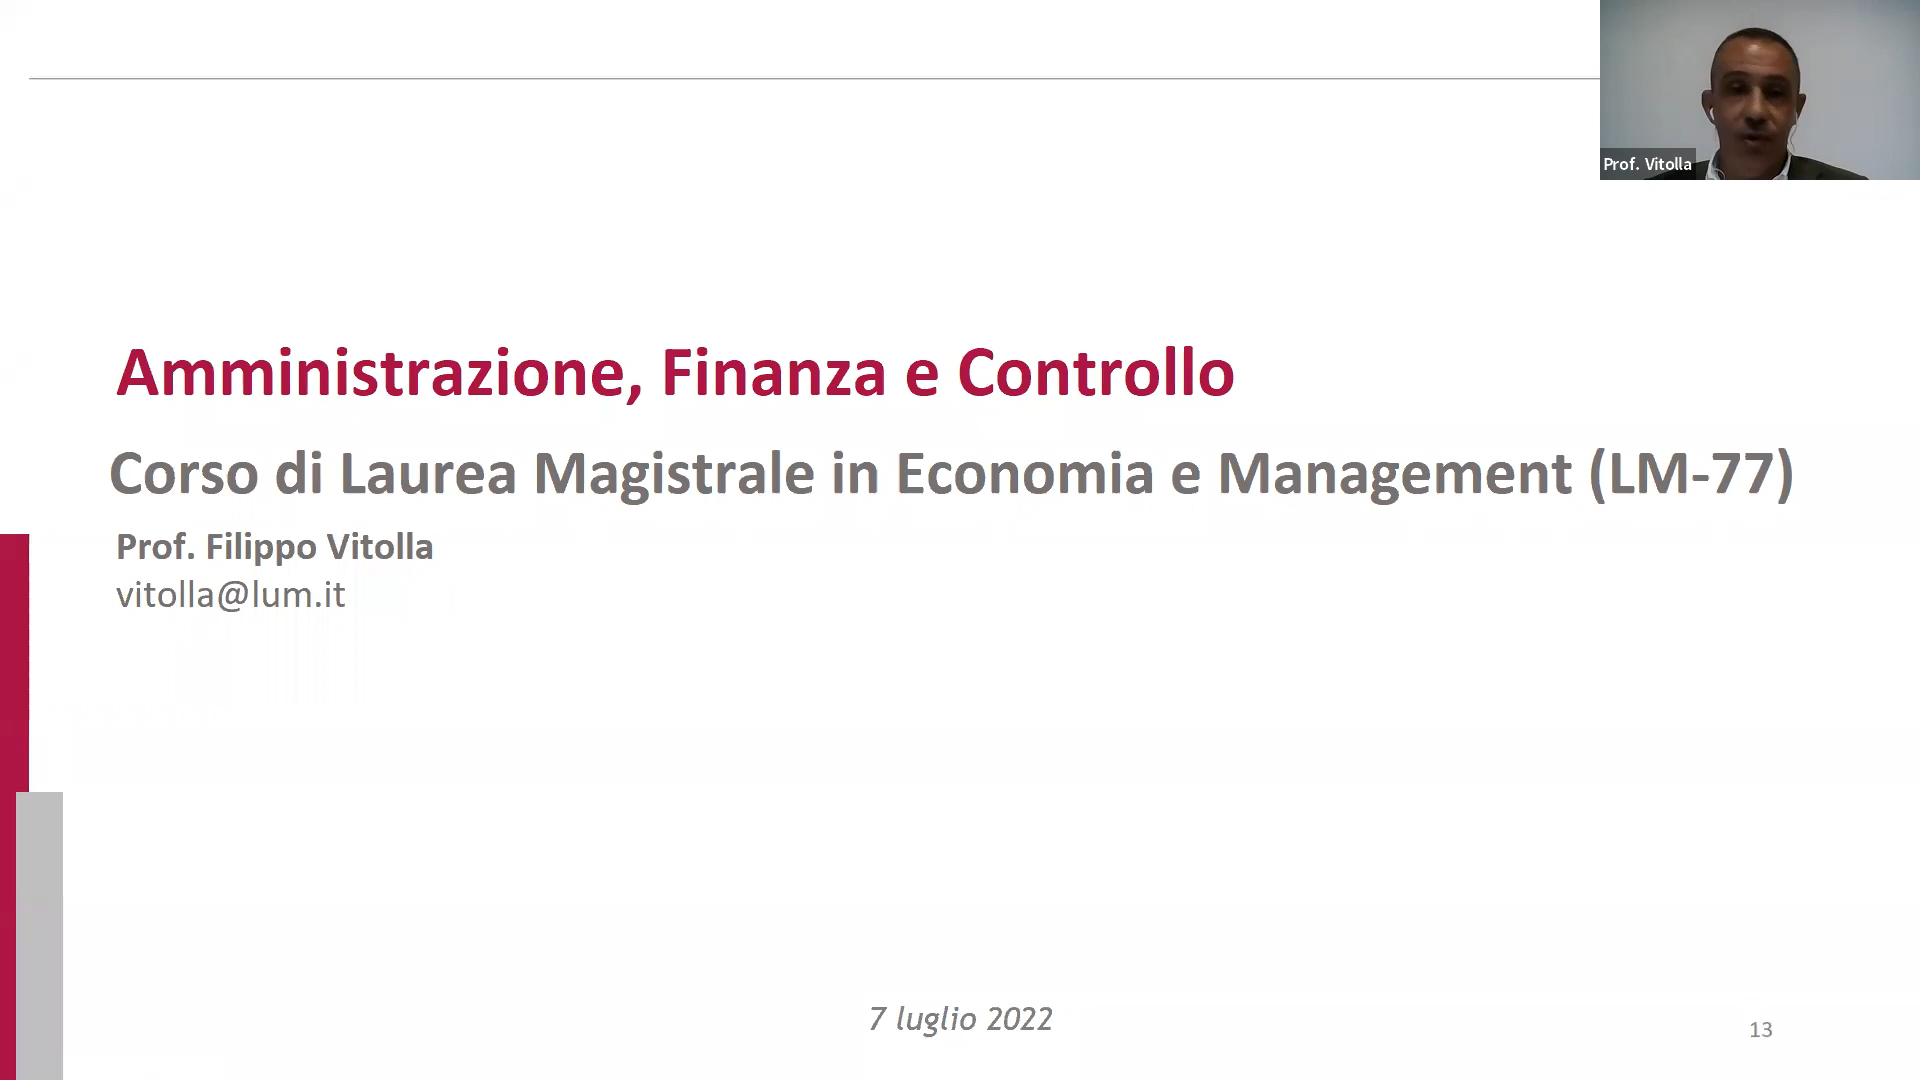 Prof. Vitolla
Amministrazione, Finanza e Controllo
Corso di Laurea Magistrale in Economia e Management (LM-77)
Prof. Filippo Vitolla
vitolla@lum.it
7 luglio 2022
13